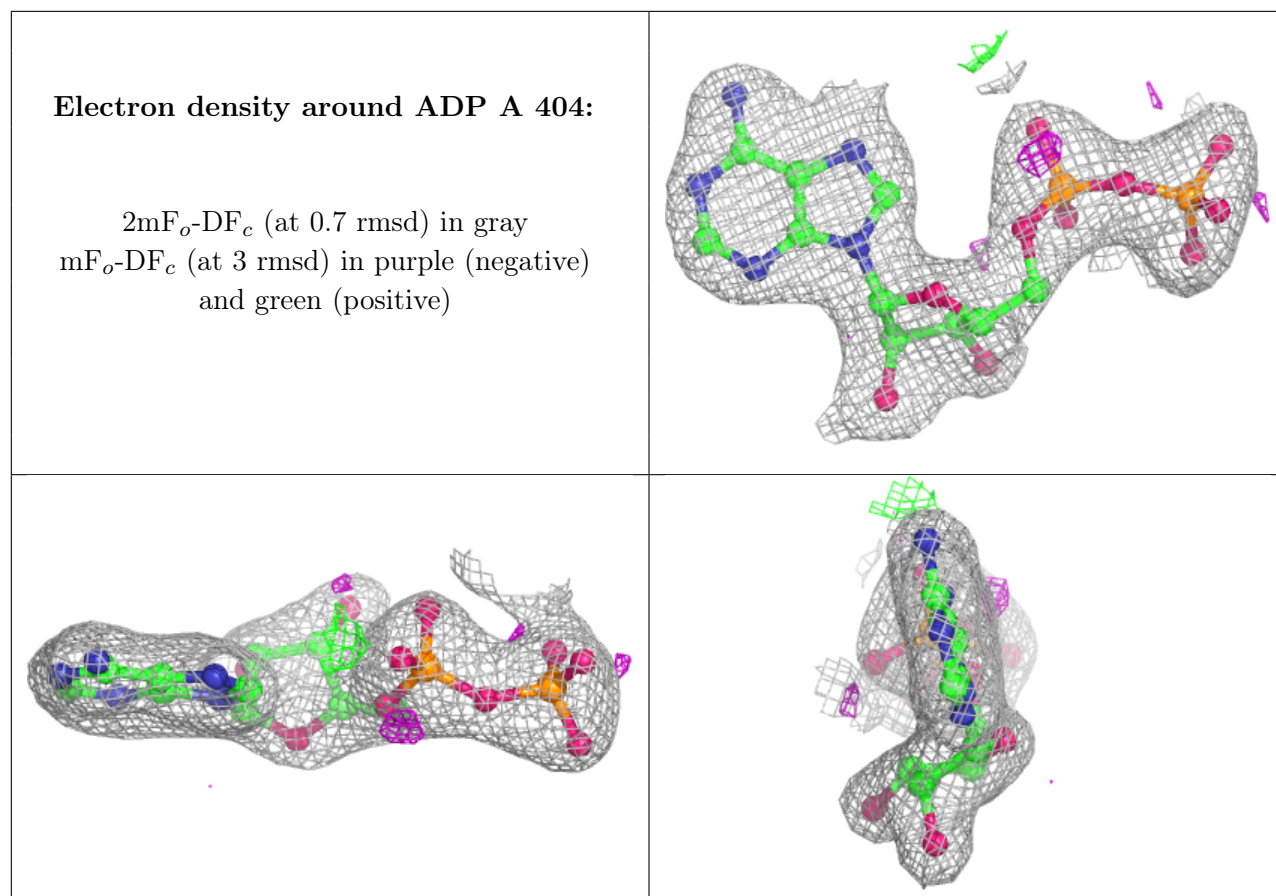 Electron density around ADP A 404:
2mFo-DFc (at 0.7 rmsd) in gray
mFo-DFc (at 3 rmsd) in purple (negative)
and green (positive)